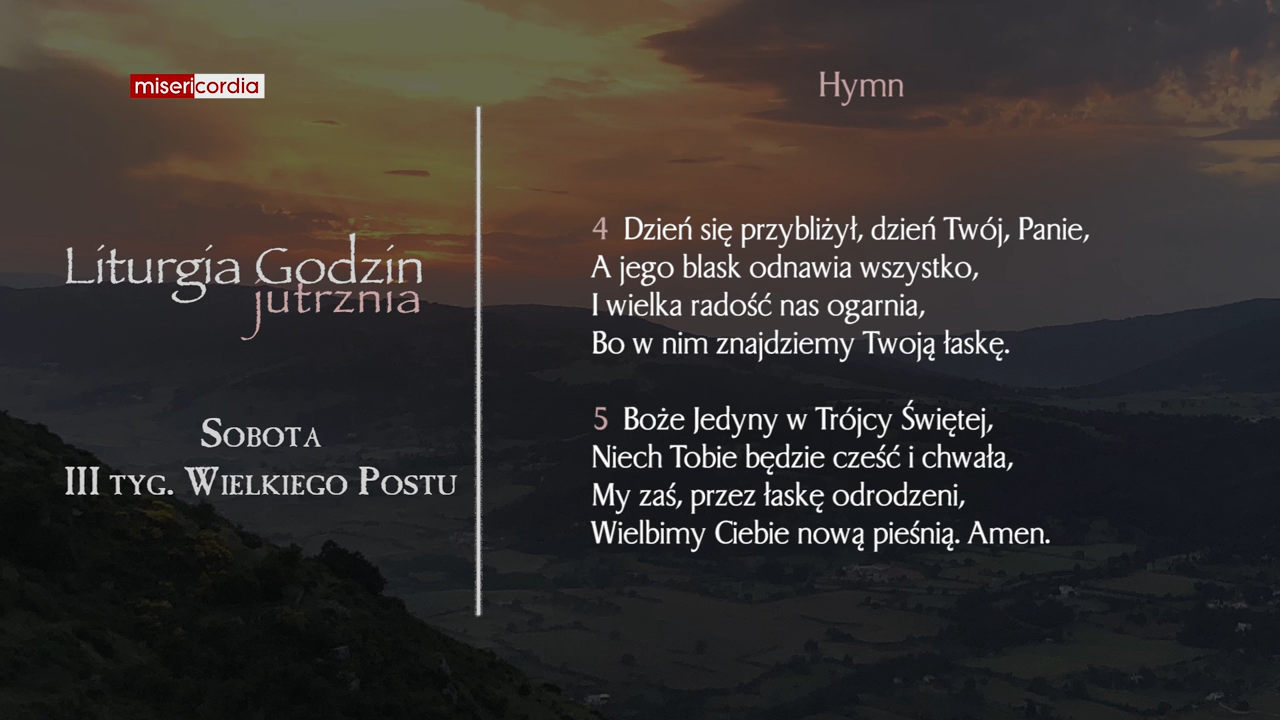 misericordia
Liturgia Godzin
jutrznia
Sobota
III tyg. Wielkiego Postu
Hymn
4 Dzień się przybliżył, dzień Twój, Panie,
A jego blask odnawia wszystko,
I wielka radość nas ogarnia,
Bo w nim znajdziemy Twoją łaskę.
5 Boże Jedyny w Trójcy Świętej,
Niech Tobie będzie cześć i chwała,
My zaś, przez łaskę odrodzeni,
Wielbimy Ciebie nową pieśnią. Amen.